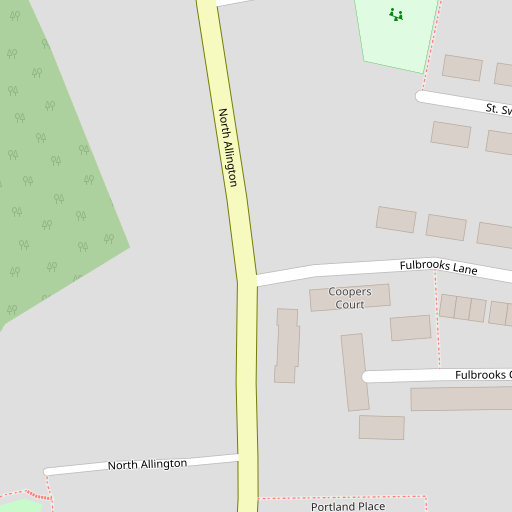 St. Sw
North Allington
Fulbrooks Lane
Coopers
Court
Fulbrooks
North Allington
Portland Place